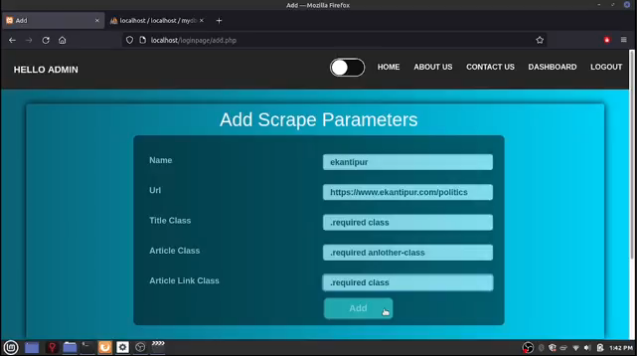 Add — Mozilla Firefox
Add
localhost / localhost / mydb
localhost/loginpage/add.php
HELLO ADMIN
HOME
ABOUT US
CONTACT US
DASHBOARD
LOGOUT
Add Scrape Parameters
Name
ekantipur
Url
https://www.ekantipur.com/politics
Title Class
.required class
Article Class
.required anlother-class
Article Link Class
.required class
Add
1:42 PM